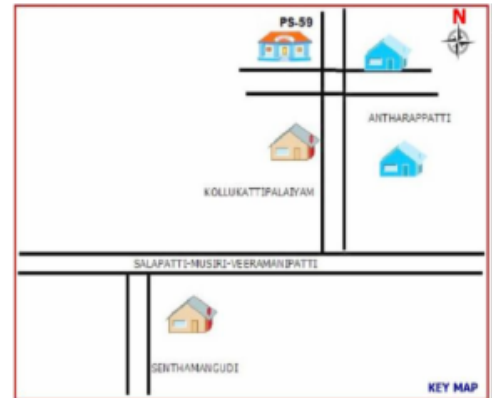 PS-59
N
ANTHARAPPATTI
KOLLUKATTIPALAIYAM
SALAPATTI-MUSIRI-VEERAMANIPATTI
SENTHAMANGUDI
KEY MAP